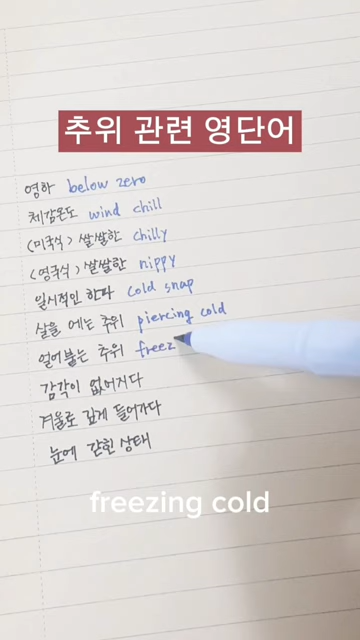 추위 관련 영단어
영하 below zero
체감온도 wind chill
(미국식) 쌀쌀한 chilly
(영국식) 쌀쌀한 nippy
일시적인 한파 cold snap
살을 에는 추위 piercing cold
얼어붙는 추위 freez
감각이 없어지다
겨울로 깊게 들어가다
눈에 갇힌 상태
freezing cold